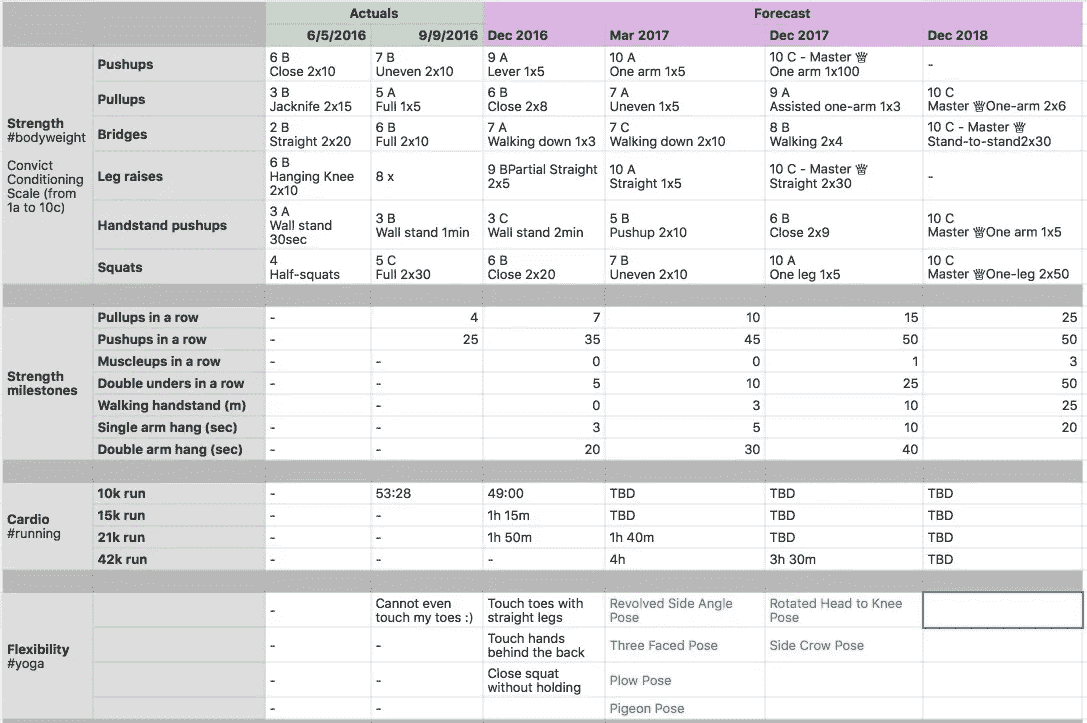 Actuals Forecast
6/5/2016 9/9/2016 Dec 2016 Mar 2017 Dec 2017 Dec 2018
Strength
#bodyweight
Convict
Conditioning
Scale (from
1a to 10c)
Pushups
6 B
Close 2x10
7 B
Uneven 2x10
9 A
Lever 1x5
10 A
One arm 1x5
10 C - Master ♕
One arm 1x100
-
Pullups
3 B
Jacknife 2x15
5 A
Full 1x5
6 B
Close 2x8
7 A
Uneven 1x5
9 A
Assisted one-arm 1x3
10 C
Master ♕One-arm 2x6
Bridges
2 B
Straight 2x20
6 B
Full 2x10
7 A
Walking down 1x3
7 C
Walking down 2x10
8 B
Walking 2x4
10 C - Master ♕
Stand-to-stand2x30
Leg raises
6 B
Hanging Knee
2x10
8 x
9 BPartial Straight
2x5
10 A
Straight 1x5
10 C - Master ♕
Straight 2x30
-
Handstand pushups
3 A
Wall stand
30sec
3 B
Wall stand 1min
3 C
Wall stand 2min
5 B
Pushup 2x10
6 B
Close 2x9
10 C
Master ♕One arm 1x5
Squats
4
Half-squats
5 C
Full 2x30
6 B
Close 2x20
7 B
Uneven 2x10
10 A
One leg 1x5
10 C
Master ♕One-leg 2x50
Strength
milestones
Pullups in a row - 4 7 10 15 25
Pushups in a row - 25 35 45 50 50
Muscleups in a row - - 0 0 1 3
Double unders in a row - - 5 10 25 50
Walking handstand (m) - 0 3 10 25
Single arm hang (sec) - - 3 5 10 20
Double arm hang (sec) - - 20 30 40
Cardio
#running
10k run - 53:28 49:00 TBD TBD TBD
15k run - - 1h 15m TBD TBD TBD
21k run - - 1h 50m 1h 40m TBD TBD
42k run - - - 4h 3h 30m TBD
Flexibility
#yoga
-
Cannot even
touch my toes :)
Touch toes with
straight legs
Revolved Side Angle
Pose
Rotated Head to Knee
Pose
- -
Touch hands
behind the back
Three Faced Pose
Side Crow Pose
- -
Close squat
without holding
Plow Pose
- -
Pigeon Pose